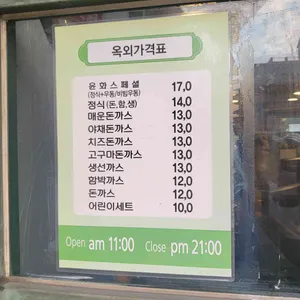 옥외가격표
윤화스페셜 17,0
(정식+우동/비빔우동)
정식(돈,함,생) 14,0
매운돈까스 13,0
야채돈까스 13,0
치즈돈까스 13,0
고구마돈까스 13,0
생선까스 13,0
함박까스 12,0
돈까스 12,0
어린이세트 10,0
Open am 11:00 Close pm 21:00